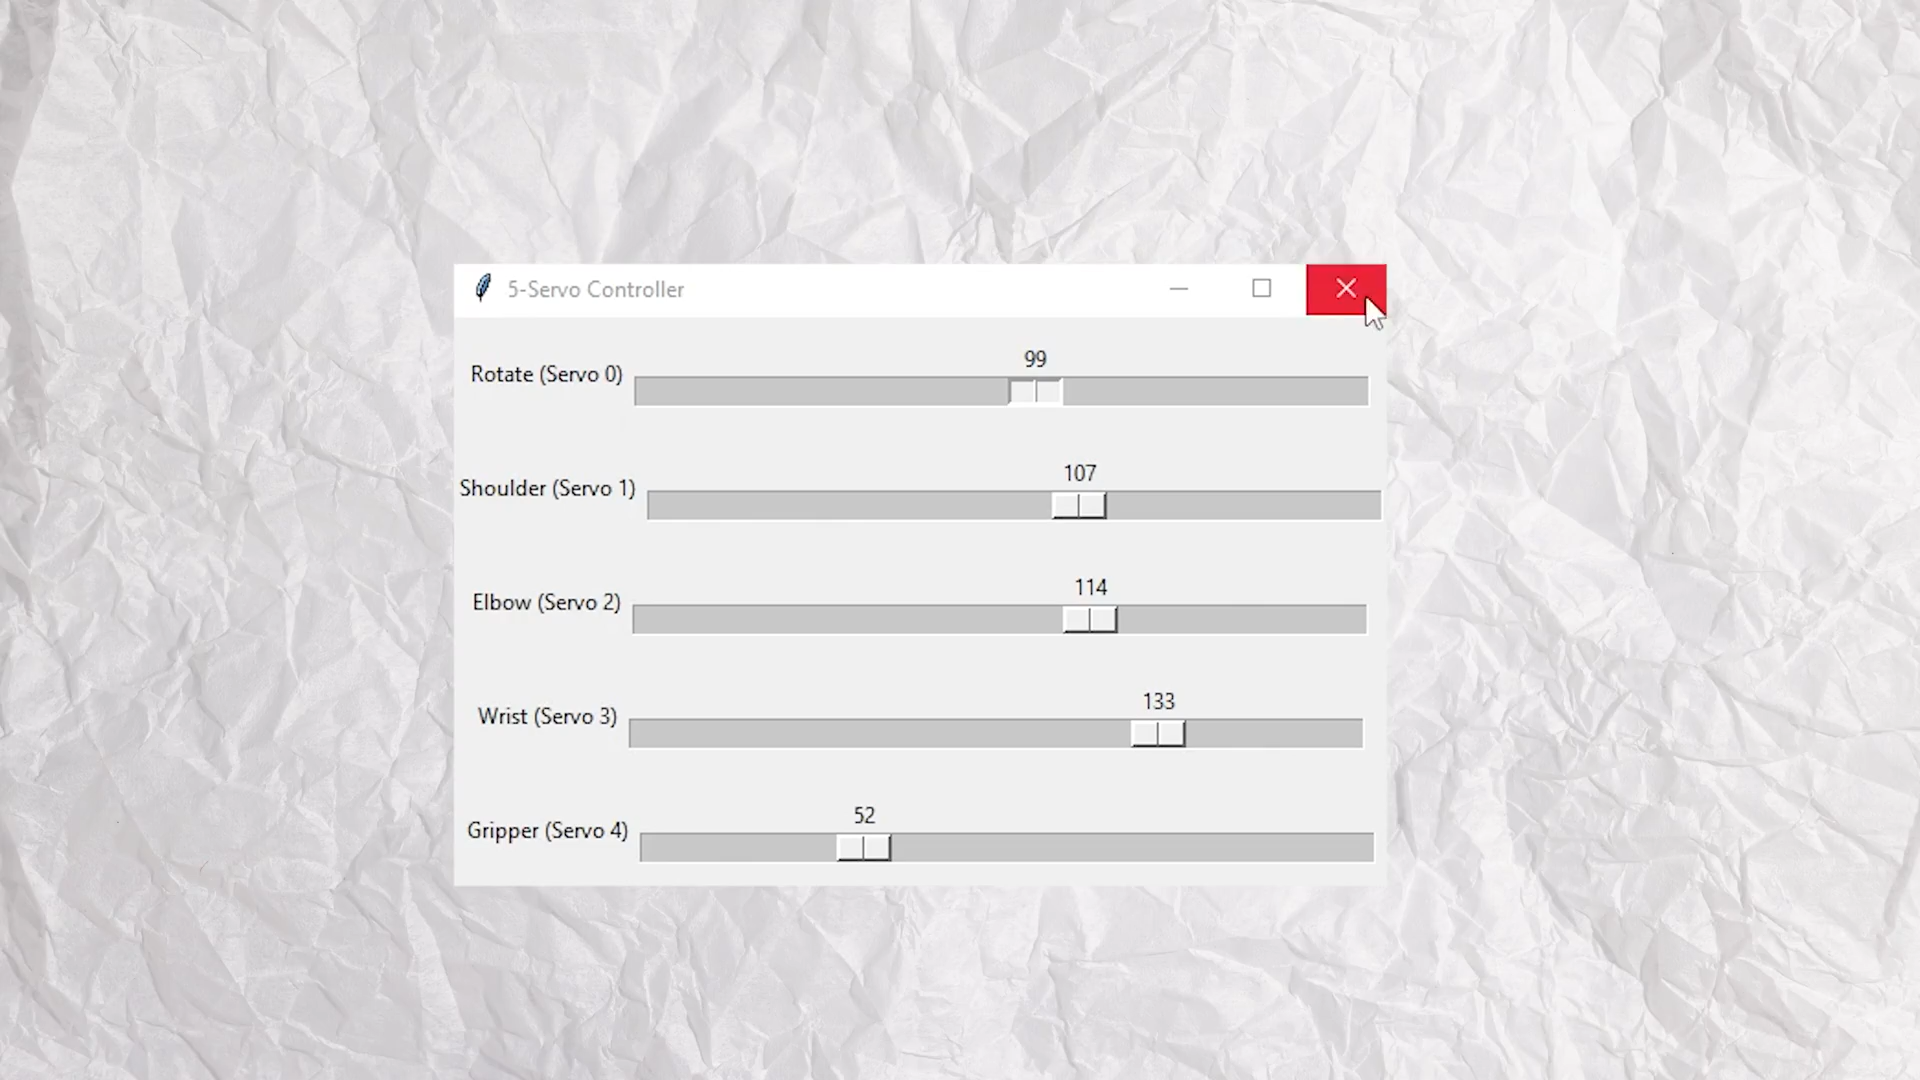 5-Servo Controller
99
Rotate (Servo 0)
107
Shoulder (Servo 1)
114
Elbow (Servo 2)
133
Wrist (Servo 3)
52
Gripper (Servo 4)